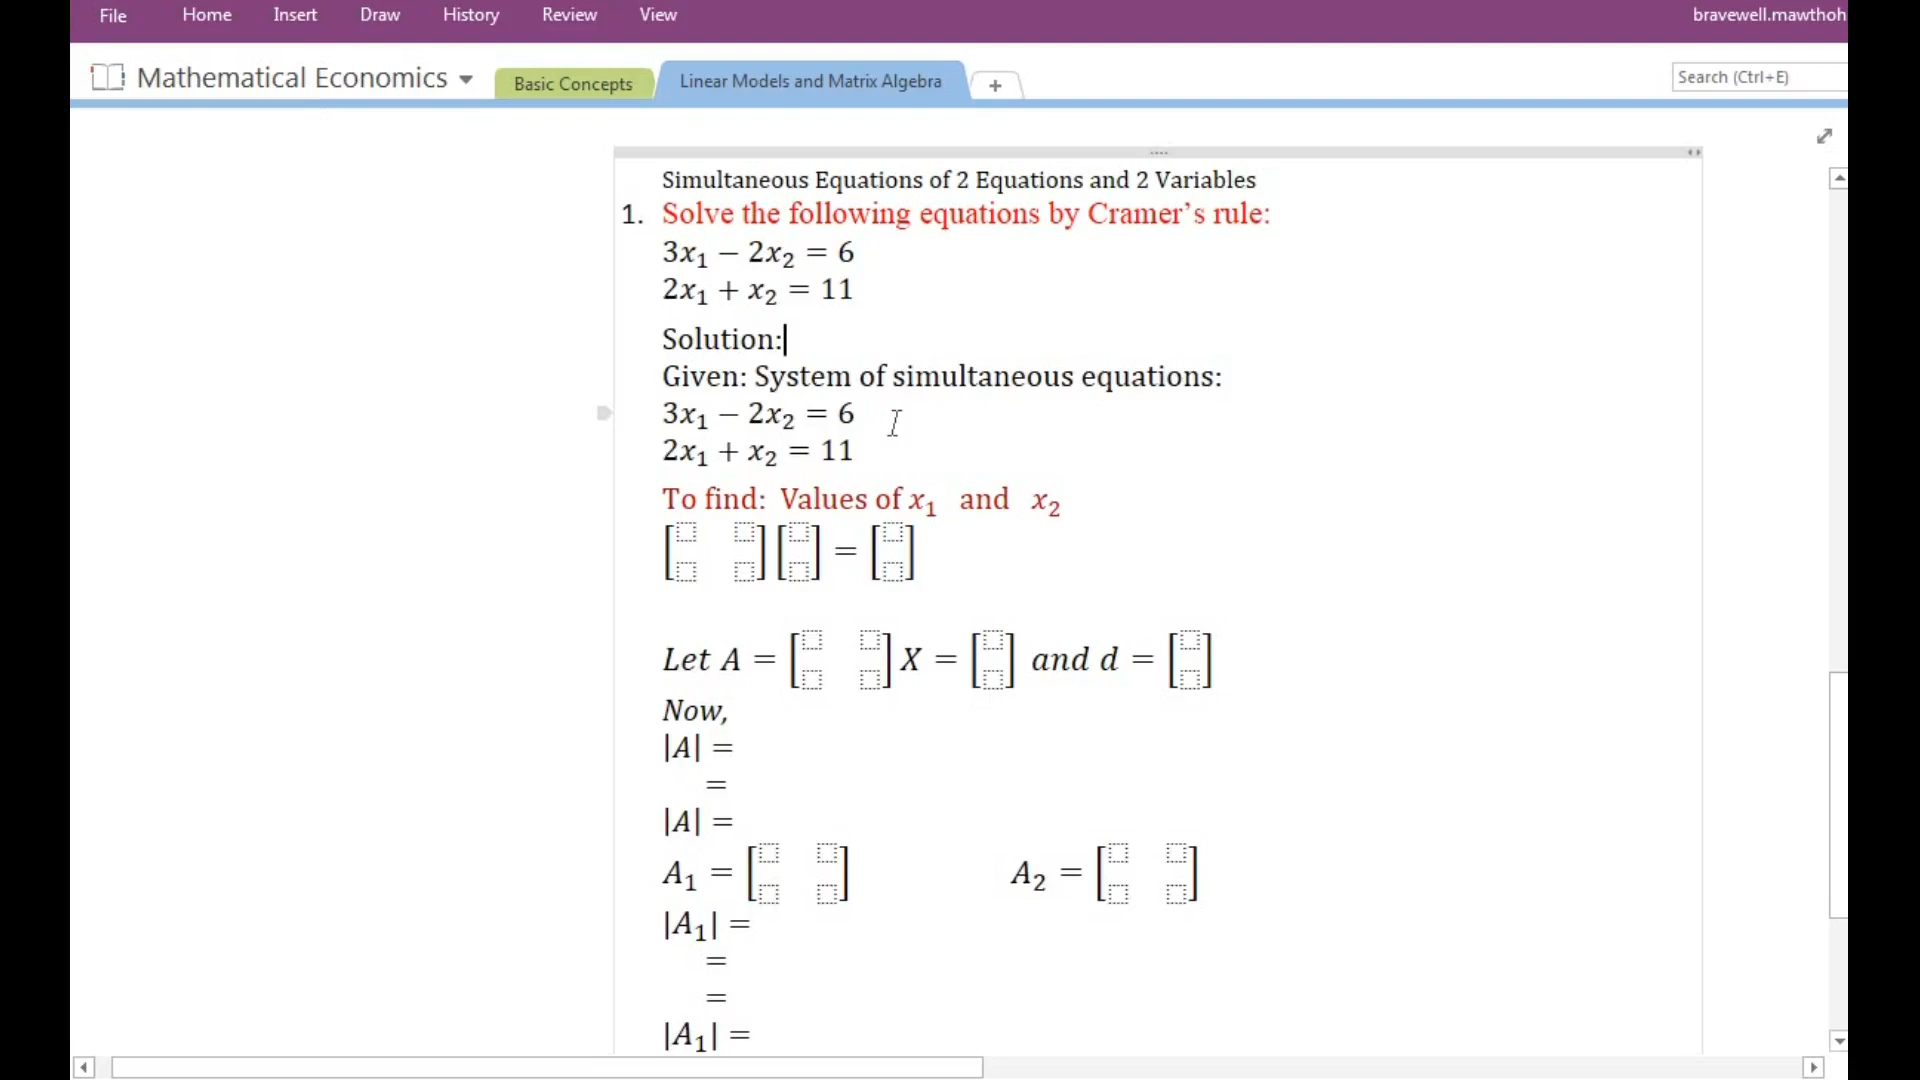 File Home Insert Draw History Review View bravewell.mawthoh
Mathematical Economics Basic Concepts Linear Models and Matrix Algebra + Search (Ctrl+E)
Simultaneous Equations of 2 Equations and 2 Variables
1. Solve the following equations by Cramer's rule:
3x₁ − 2x₂ = 6
2x₁ + x₂ = 11
Solution:
Given: System of simultaneous equations:
3x₁ − 2x₂ = 6
2x₁ + x₂ = 11
To find: Values of x₁ and x₂
[ ] [ ] = [ ]
Let A = [ ] X = [ ] and d = [ ]
Now,
|A| =
=
|A| =
A₁ = [ ] A₂ = [ ]
|A₁| =
=
=
|A₁| =